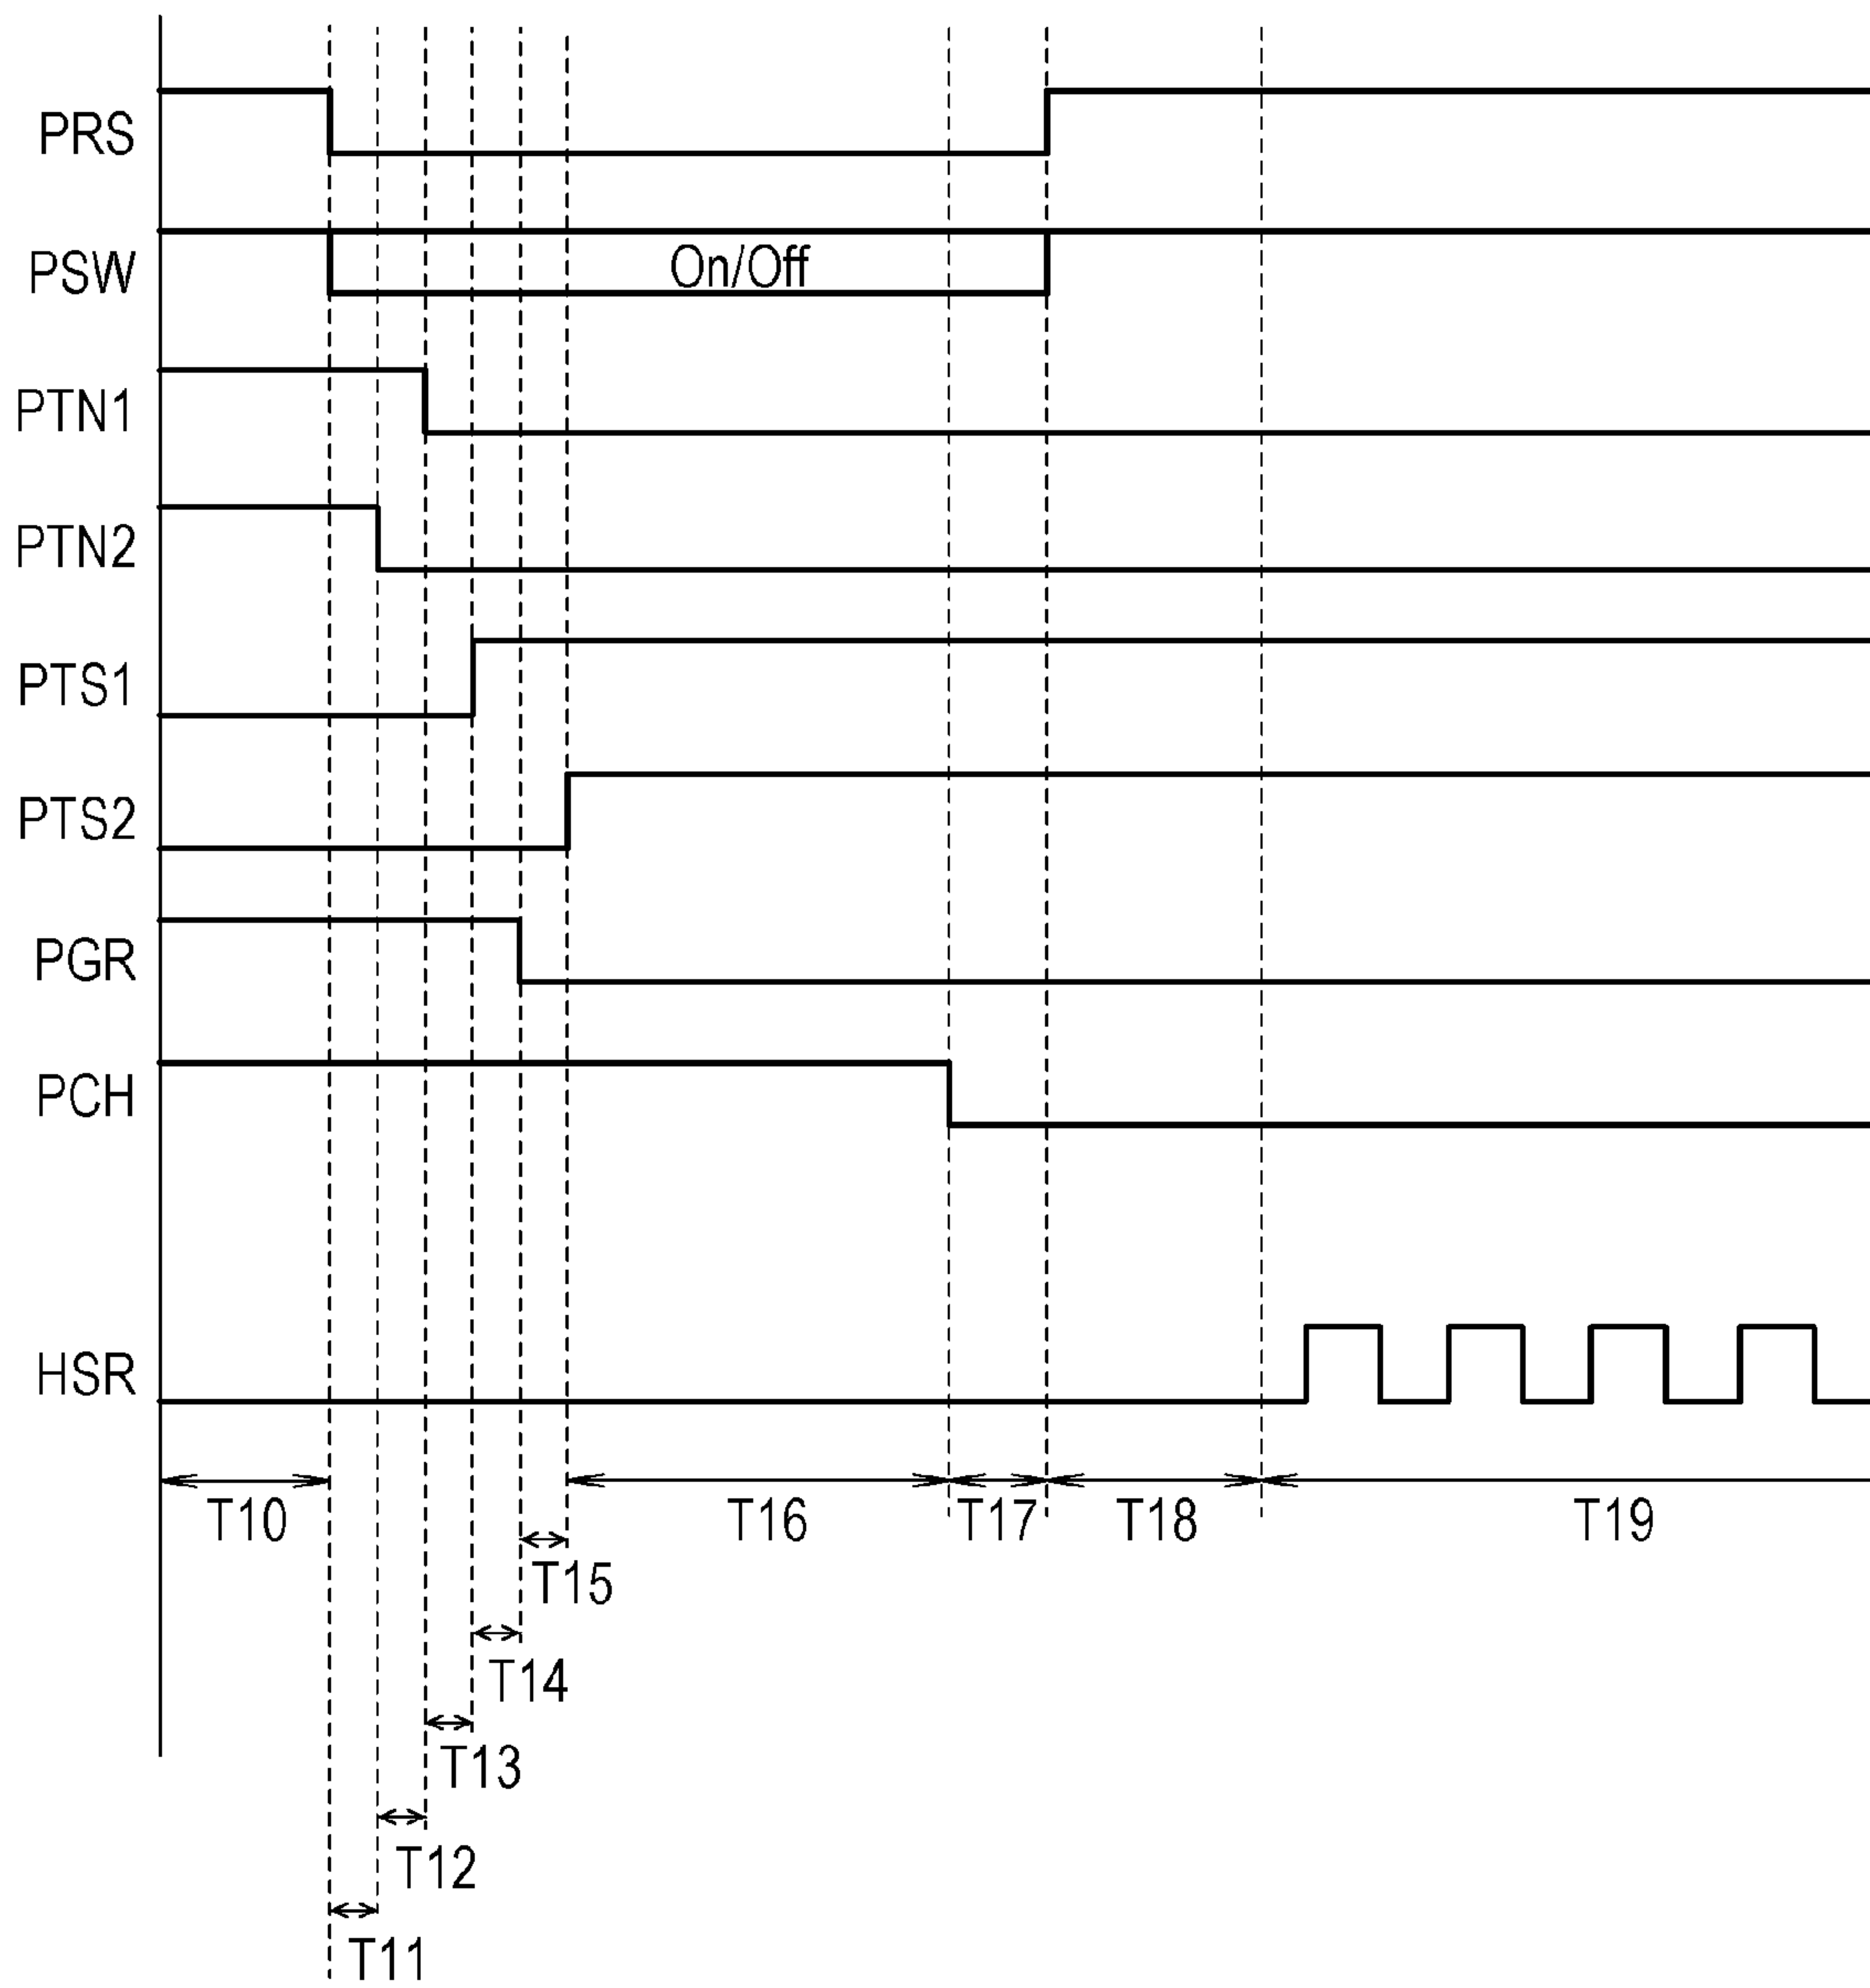 PRS
PSW
On/Off
PTN1
PTN2
PTS1
PTS2
PGR
PCH
HSR
T10
T16
T17
T18
T19
T15
T14
T13
T12
T11